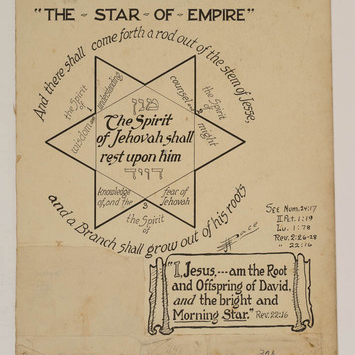 "THE - STAR - OF - EMPIRE"
And there shall come forth a rod out of the stem of Jesse,
the Spirit of
wisdom
understanding
counsel
the Spirit of
might
The Spirit
of Jehovah shall
rest upon him
דויד
knowledge
of, and the
fear of
Jehovah
3
the Spirit
of
and a Branch shall grow out of his roots
SEE Num. 24:17
II Pet. 1:19
Lu. 1:78
Rev. 2:26-28
" 22:16
"I, Jesus, --- am the Root
and Offspring of David,
and the bright and
Morning Star." Rev. 22:16